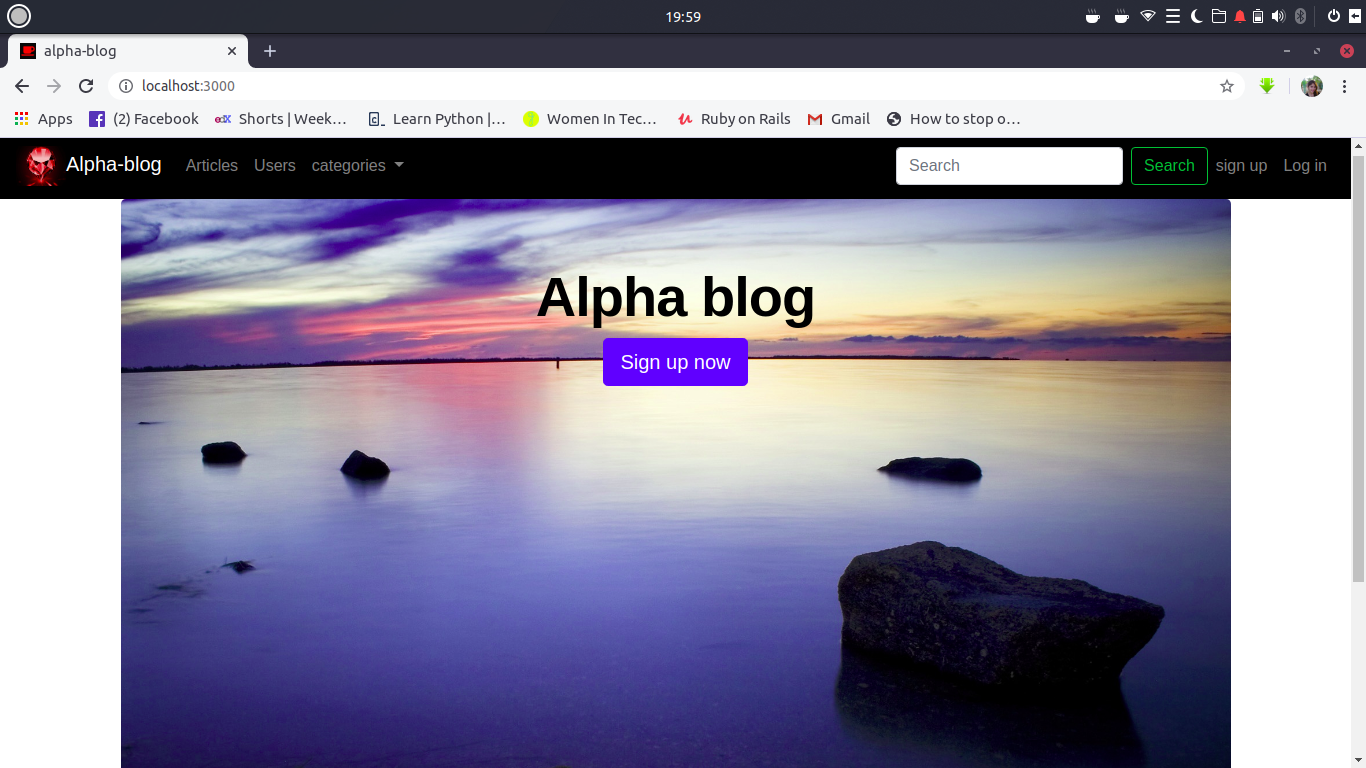 19:59
alpha-blog
localhost:3000
Apps (2) Facebook edX Shorts | Week… Learn Python |… Women In Tec… Ruby on Rails Gmail How to stop o…
Alpha-blog Articles Users categories Search Search sign up Log in
Alpha blog
Sign up now